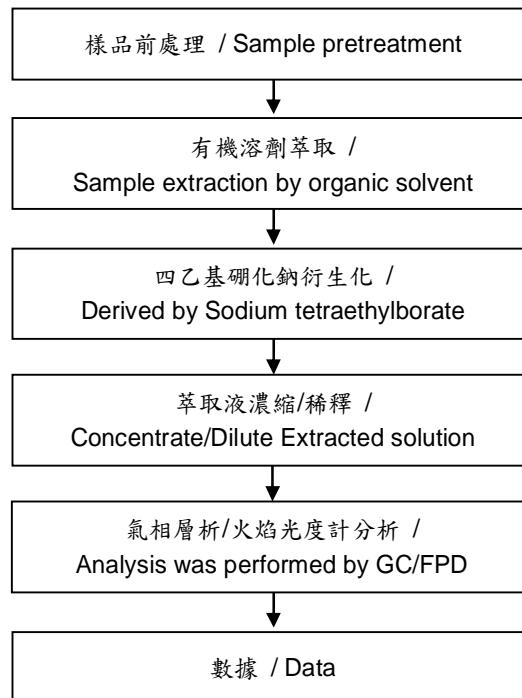 樣品前處理 / Sample pretreatment
有機溶劑萃取 /
Sample extraction by organic solvent
四乙基硼化鈉衍生化 /
Derived by Sodium tetraethylborate
萃取液濃縮/稀釋 /
Concentrate/Dilute Extracted solution
氣相層析/火焰光度計分析 /
Analysis was performed by GC/FPD
數據 / Data